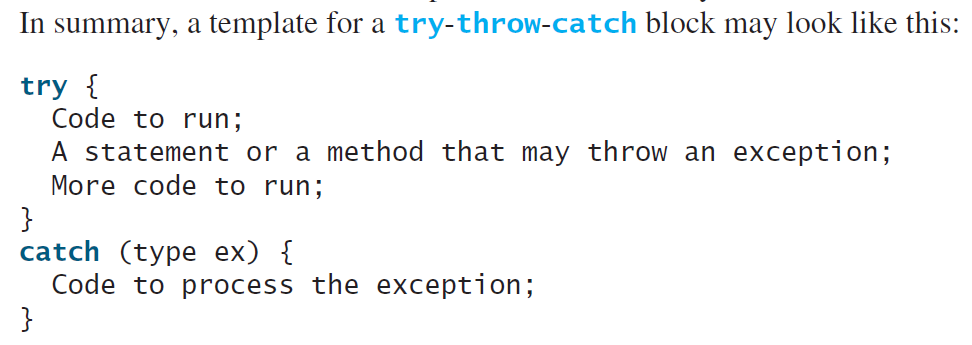 In summary, a template for a try-throw-catch block may look like this:
try {
  Code to run;
  A statement or a method that may throw an exception;
  More code to run;
}
catch (type ex) {
  Code to process the exception;
}